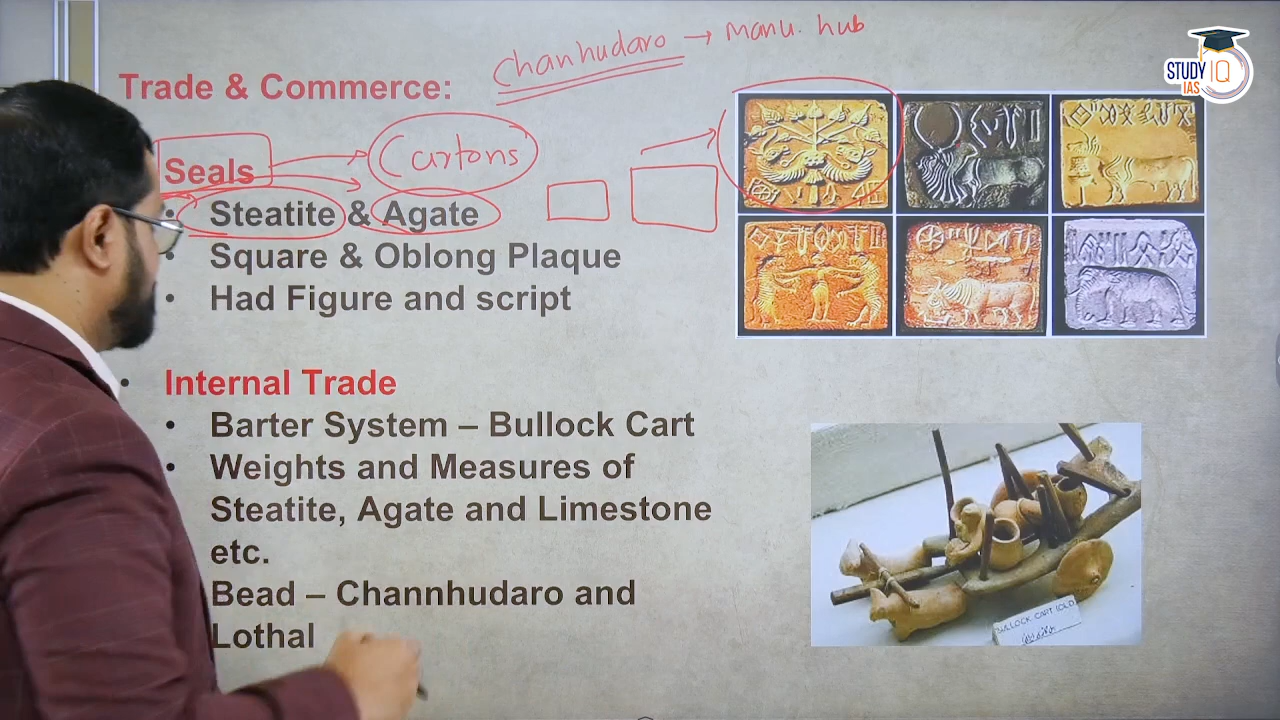 Chanhudaro → Manu. hub
STUDY IQ
IAS
Trade & Commerce:
Seals
Cartons
• Steatite & Agate
• Square & Oblong Plaque
• Had Figure and script
• Internal Trade
• Barter System – Bullock Cart
• Weights and Measures of
Steatite, Agate and Limestone
etc.
Bead – Channhudaro and
Lothal
BULLOCK CART (OLD)